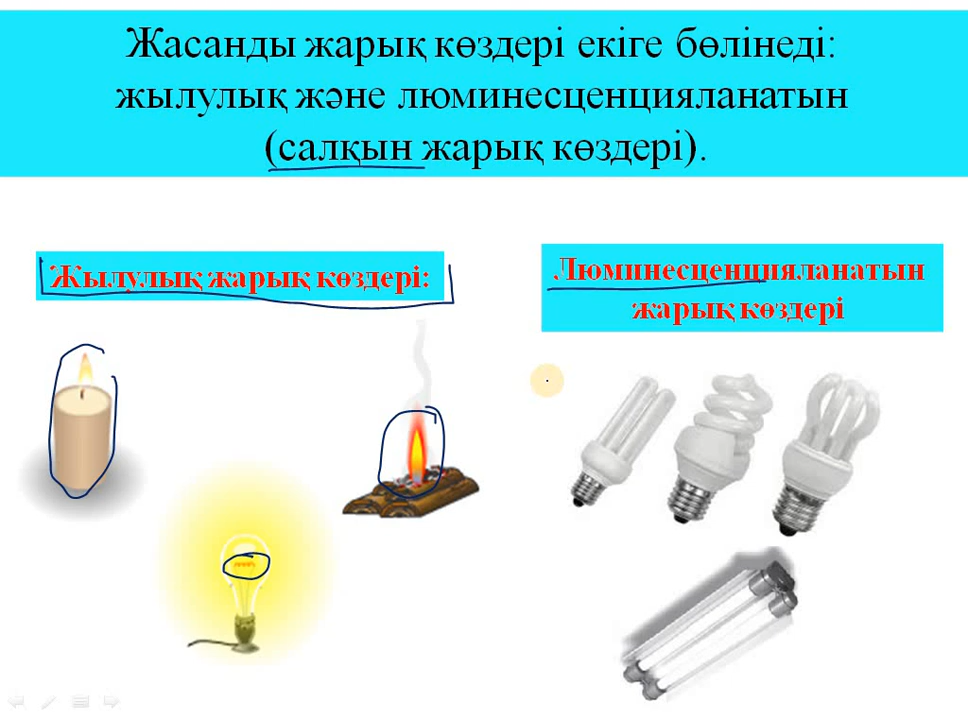 Жасанды жарық көздері екіге бөлінеді:
жылулық және люминесценцияланатын
(салқын жарық көздері).
Жылулық жарық көздері:
Люминесценцияланатын
жарық көздері